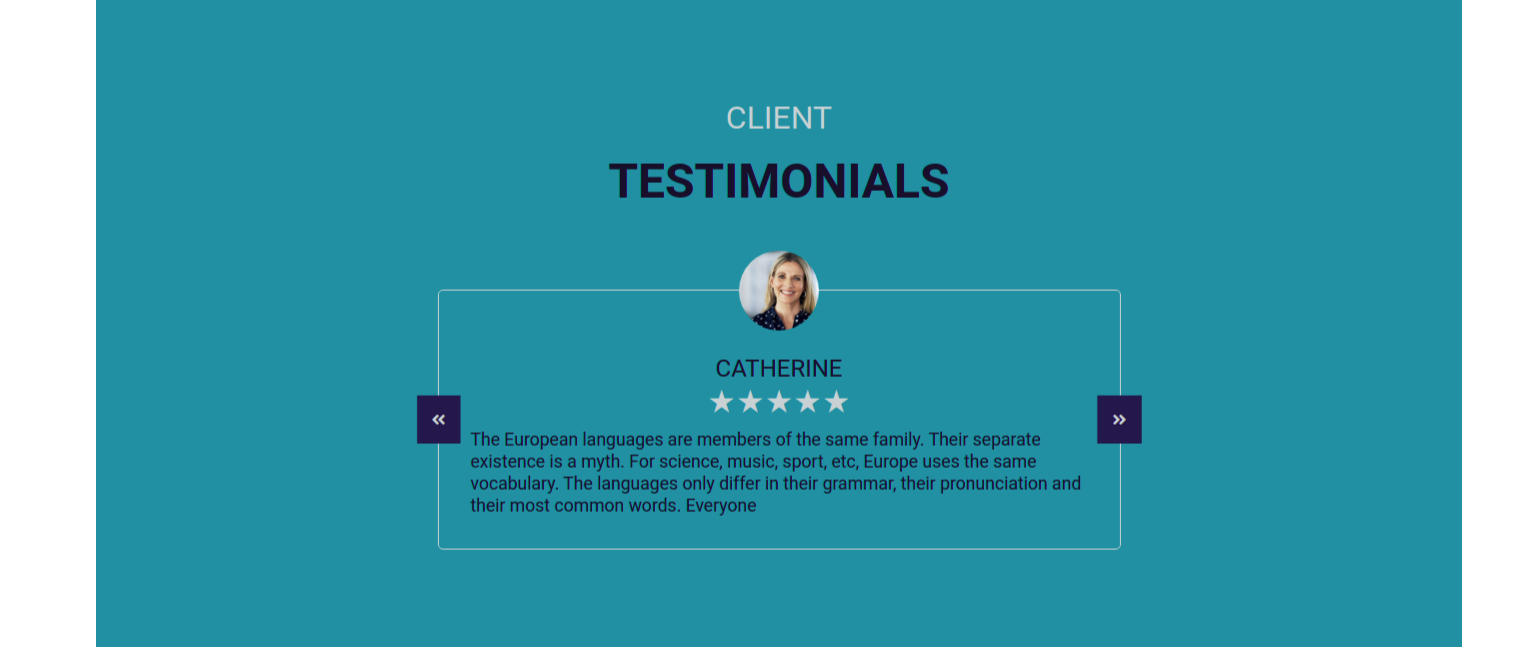 CLIENT
TESTIMONIALS
CATHERINE
The European languages are members of the same family. Their separate
existence is a myth. For science, music, sport, etc, Europe uses the same
vocabulary. The languages only differ in their grammar, their pronunciation and
their most common words. Everyone